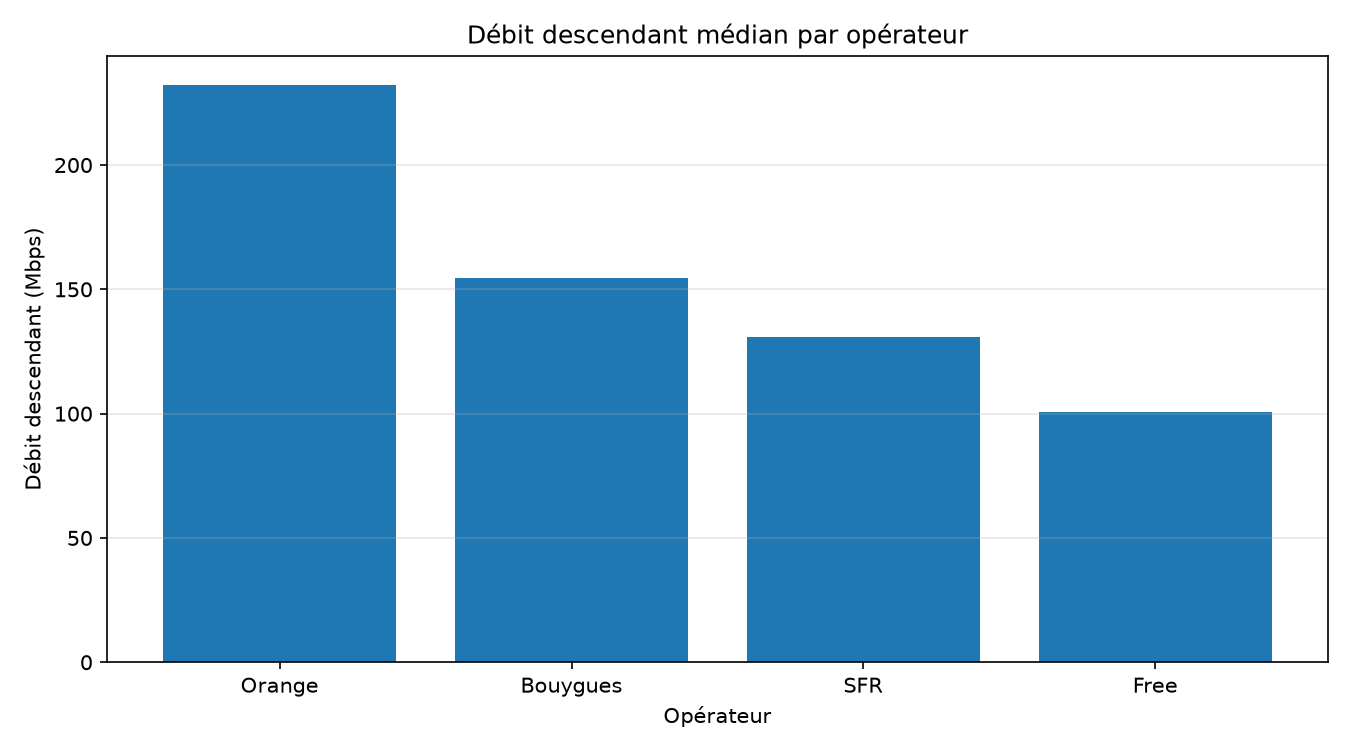 Débit descendant médian par opérateur
Débit descendant (Mbps)
200
150
100
50
0
Orange
Bouygues
SFR
Free
Opérateur